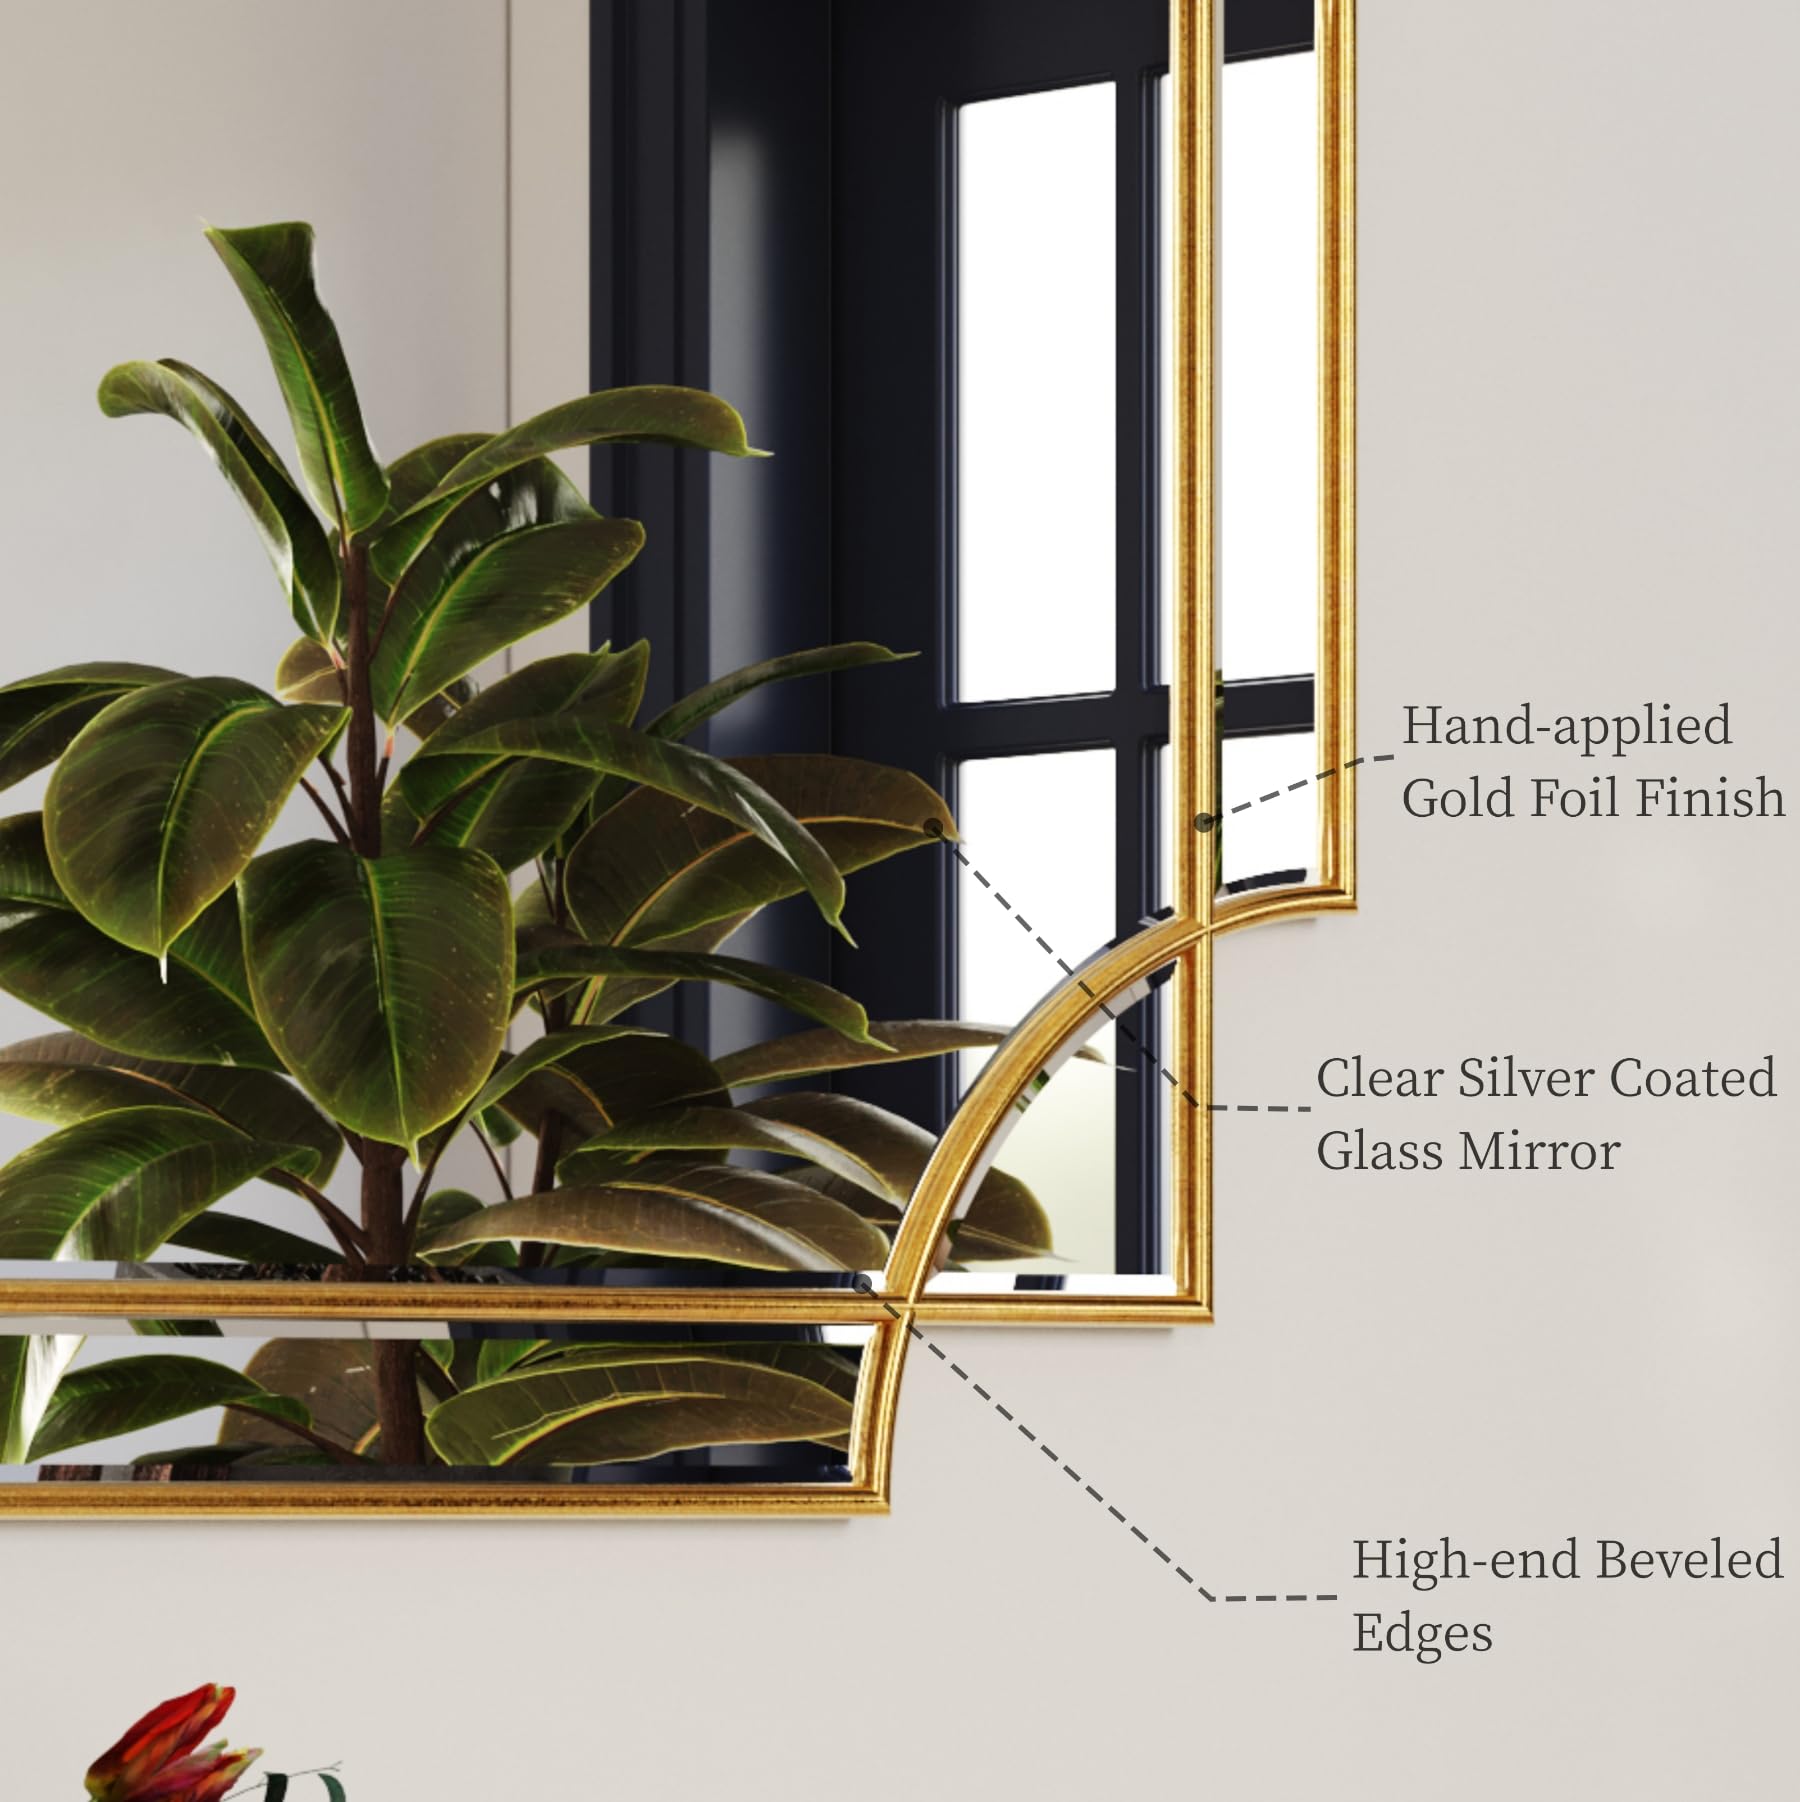 Hand-applied
Gold Foil Finish
Clear Silver Coated
Glass Mirror
High-end Beveled
Edges